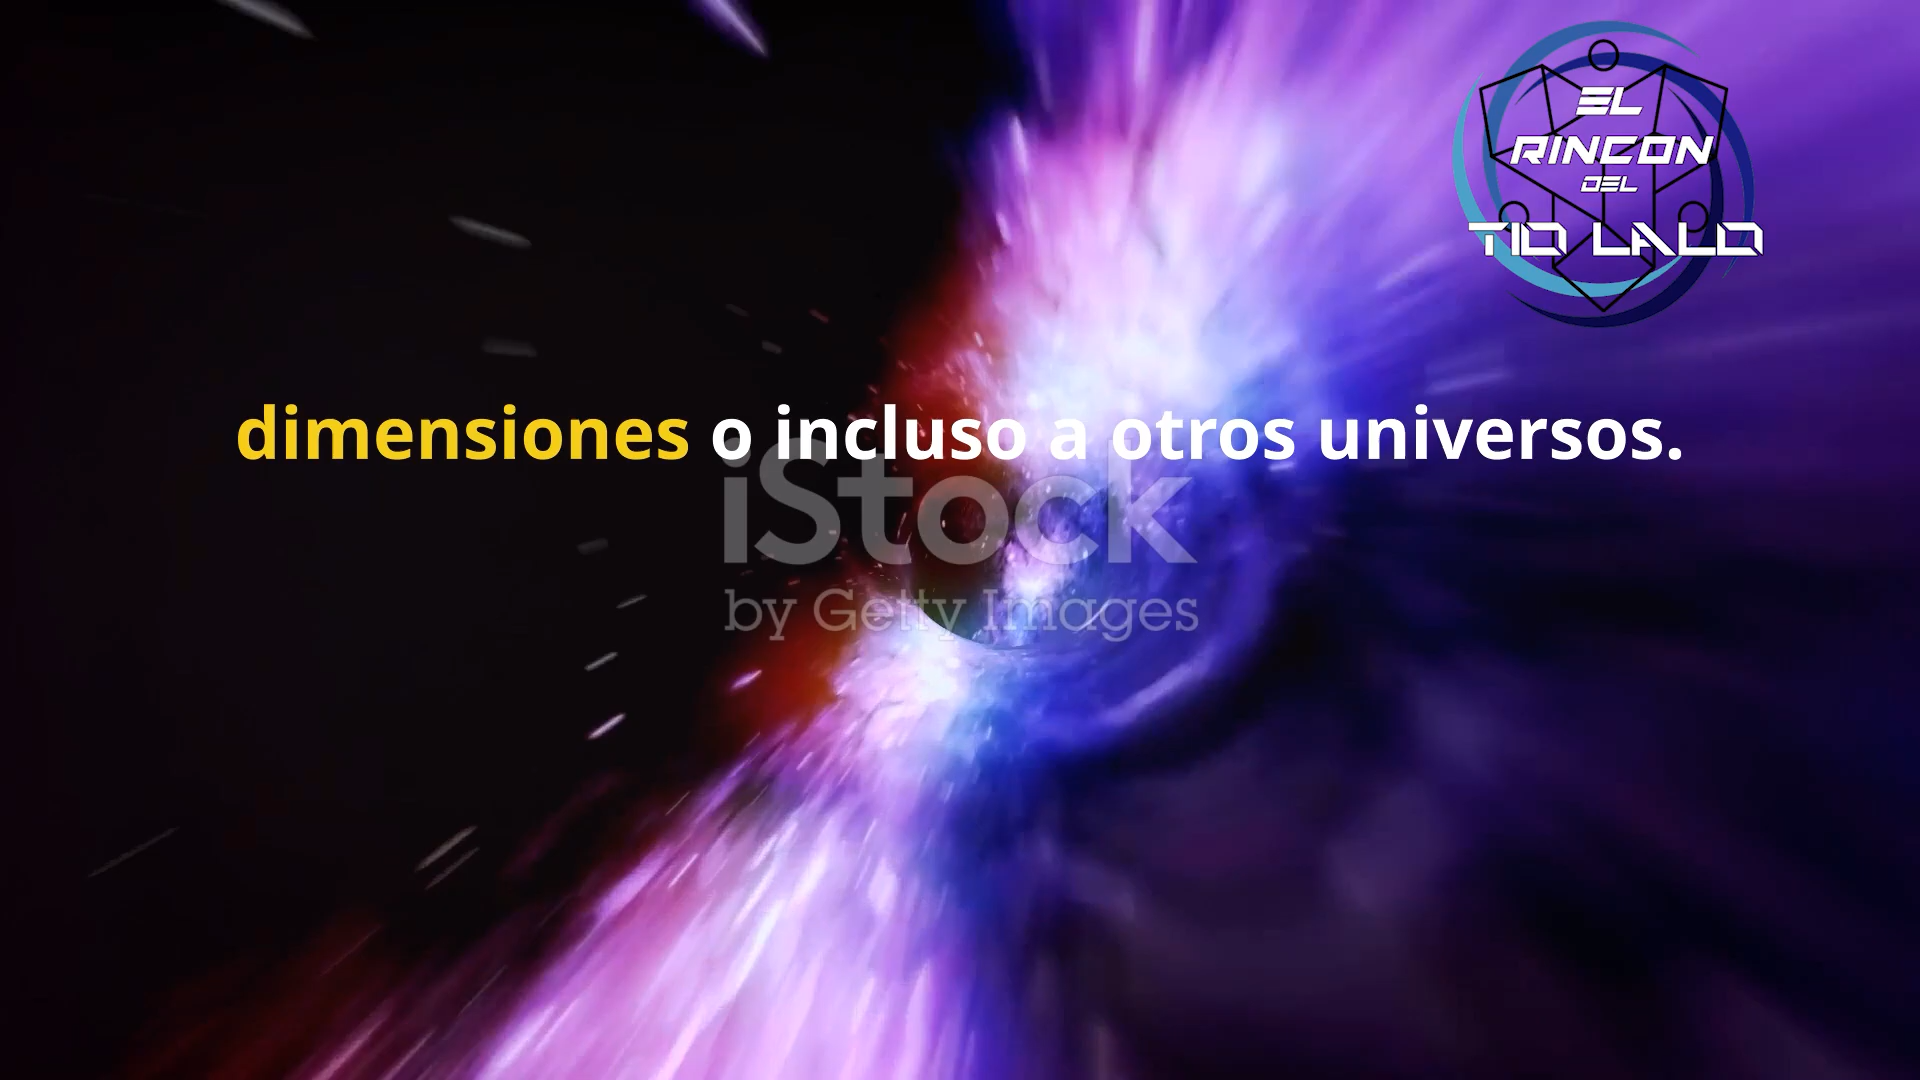 EL
RINCON
DEL
TIO LALO
dimensiones o incluso a otros universos.
iStock
by Getty Images